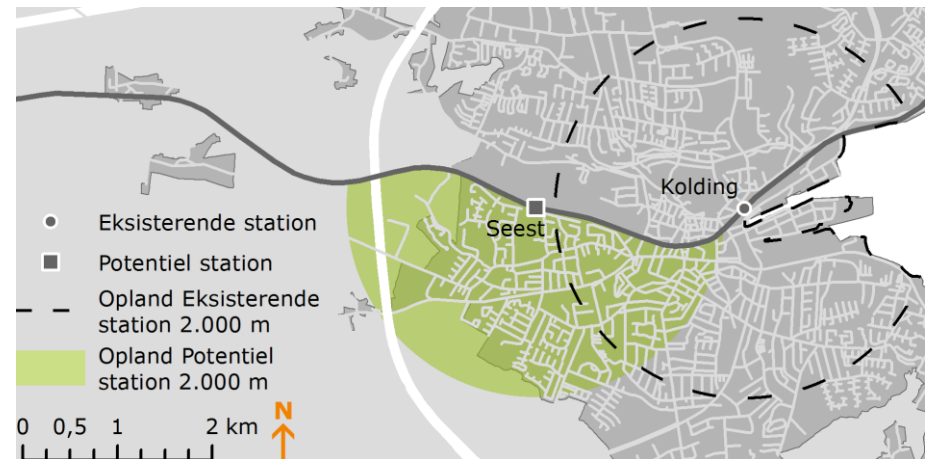 Kolding
Seest
Eksisterende station
Potentiel station
Opland Eksisterende
station 2.000 m
Opland Potentiel
station 2.000 m
0 0,5 1 2 km
N